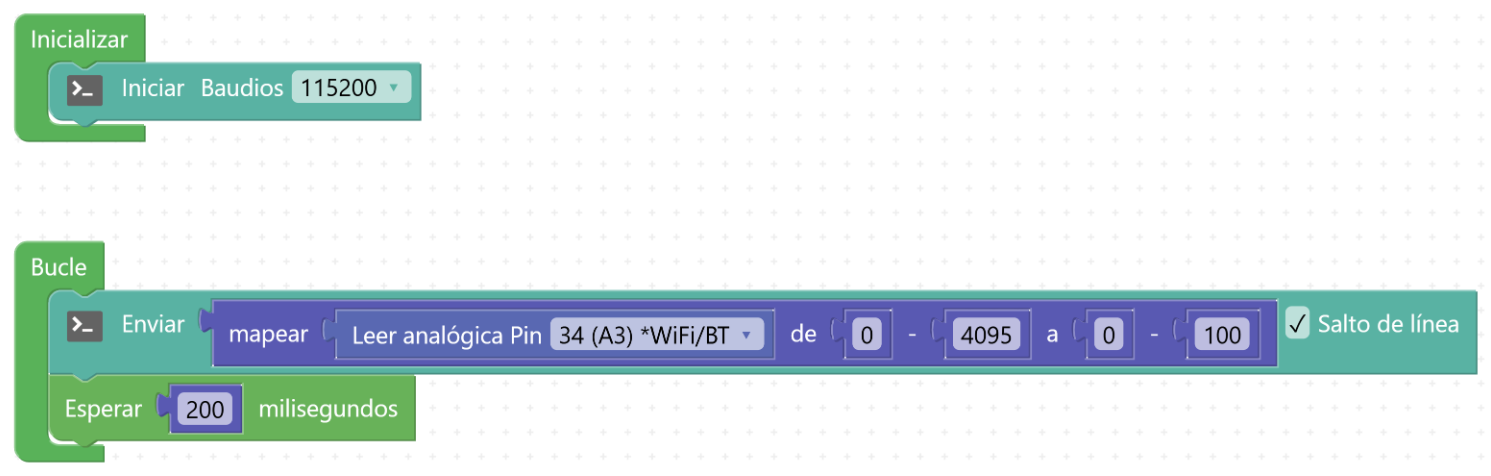 Inicializar
>_ Iniciar Baudios 115200
Bucle
>_ Enviar mapear Leer analógica Pin 34 (A3) *WiFi/BT de 0 - 4095 a 0 - 100 ✓ Salto de línea
Esperar 200 milisegundos